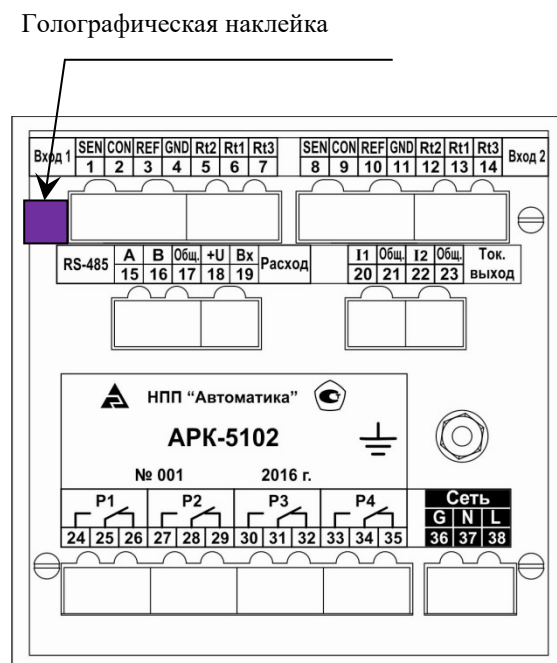 Голографическая наклейка
Вход 1 SEN CON REF GND Rt2 Rt1 Rt3 SEN CON REF GND Rt2 Rt1 Rt3 Вход 2
1 2 3 4 5 6 7 8 9 10 11 12 13 14
RS-485 A B Общ. +U Вх Расход I1 Общ. I2 Общ. Ток.
15 16 17 18 19 20 21 22 23 выход
НПП “Автоматика”
АРК-5102
№ 001 2016 г.
P1 P2 P3 P4 Сеть
G N L
24 25 26 27 28 29 30 31 32 33 34 35 36 37 38